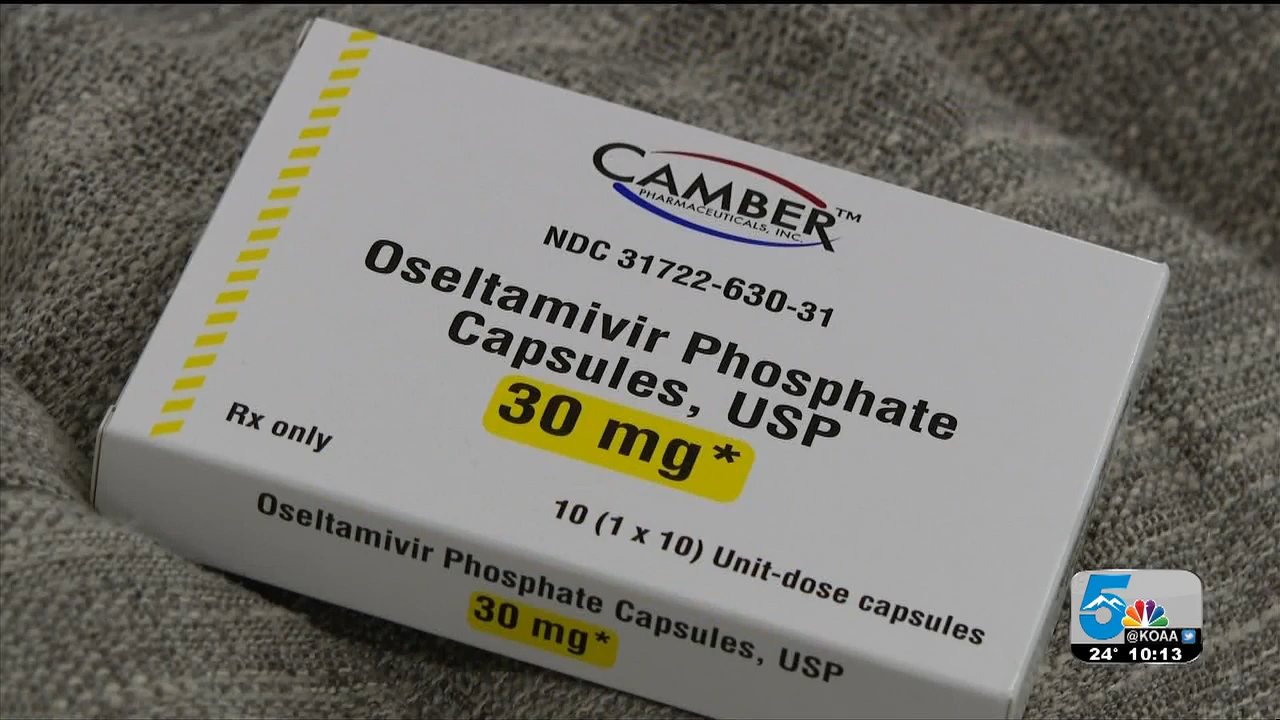 CAMBER™
PHARMACEUTICALS, INC.
NDC 31722-630-31
Oseltamivir Phosphate
Capsules, USP
30 mg*
Rx only
10 (1 x 10) Unit-dose capsules
Oseltamivir Phosphate Capsules, USP
30 mg*
5
@KOAA
24° 10:13